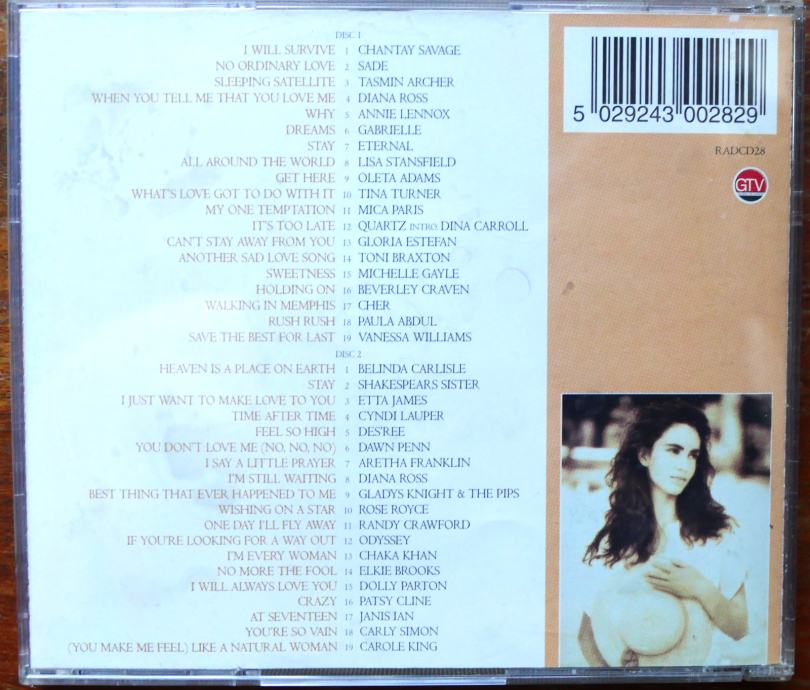 DISC 1
I WILL SURVIVE 1 CHANTAY SAVAGE
NO ORDINARY LOVE 2 SADE
SLEEPING SATELLITE 3 TASMIN ARCHER
WHEN YOU TELL ME THAT YOU LOVE ME 4 DIANA ROSS
WHY 5 ANNIE LENNOX
DREAMS 6 GABRIELLE
STAY 7 ETERNAL
ALL AROUND THE WORLD 8 LISA STANSFIELD
GET HERE 9 OLETA ADAMS
WHAT'S LOVE GOT TO DO WITH IT 10 TINA TURNER
MY ONE TEMPTATION 11 MICA PARIS
IT'S TOO LATE 12 QUARTZ INTRO. DINA CARROLL
CAN'T STAY AWAY FROM YOU 13 GLORIA ESTEFAN
ANOTHER SAD LOVE SONG 14 TONI BRAXTON
SWEETNESS 15 MICHELLE GAYLE
HOLDING ON 16 BEVERLEY CRAVEN
WALKING IN MEMPHIS 17 CHER
RUSH RUSH 18 PAULA ABDUL
SAVE THE BEST FOR LAST 19 VANESSA WILLIAMS
DISC 2
HEAVEN IS A PLACE ON EARTH 1 BELINDA CARLISLE
STAY 2 SHAKESPEARS SISTER
I JUST WANT TO MAKE LOVE TO YOU 3 ETTA JAMES
TIME AFTER TIME 4 CYNDI LAUPER
FEEL SO HIGH 5 DES'REE
YOU DON'T LOVE ME (NO, NO, NO) 6 DAWN PENN
I SAY A LITTLE PRAYER 7 ARETHA FRANKLIN
I'M STILL WAITING 8 DIANA ROSS
BEST THING THAT EVER HAPPENED TO ME 9 GLADYS KNIGHT & THE PIPS
WISHING ON A STAR 10 ROSE ROYCE
ONE DAY I'LL FLY AWAY 11 RANDY CRAWFORD
IF YOU'RE LOOKING FOR A WAY OUT 12 ODYSSEY
I'M EVERY WOMAN 13 CHAKA KHAN
NO MORE THE FOOL 14 ELKIE BROOKS
I WILL ALWAYS LOVE YOU 15 DOLLY PARTON
CRAZY 16 PATSY CLINE
AT SEVENTEEN 17 JANIS IAN
YOU'RE SO VAIN 18 CARLY SIMON
(YOU MAKE ME FEEL) LIKE A NATURAL WOMAN 19 CAROLE KING
5 029243 002829
RADCD28
GTV